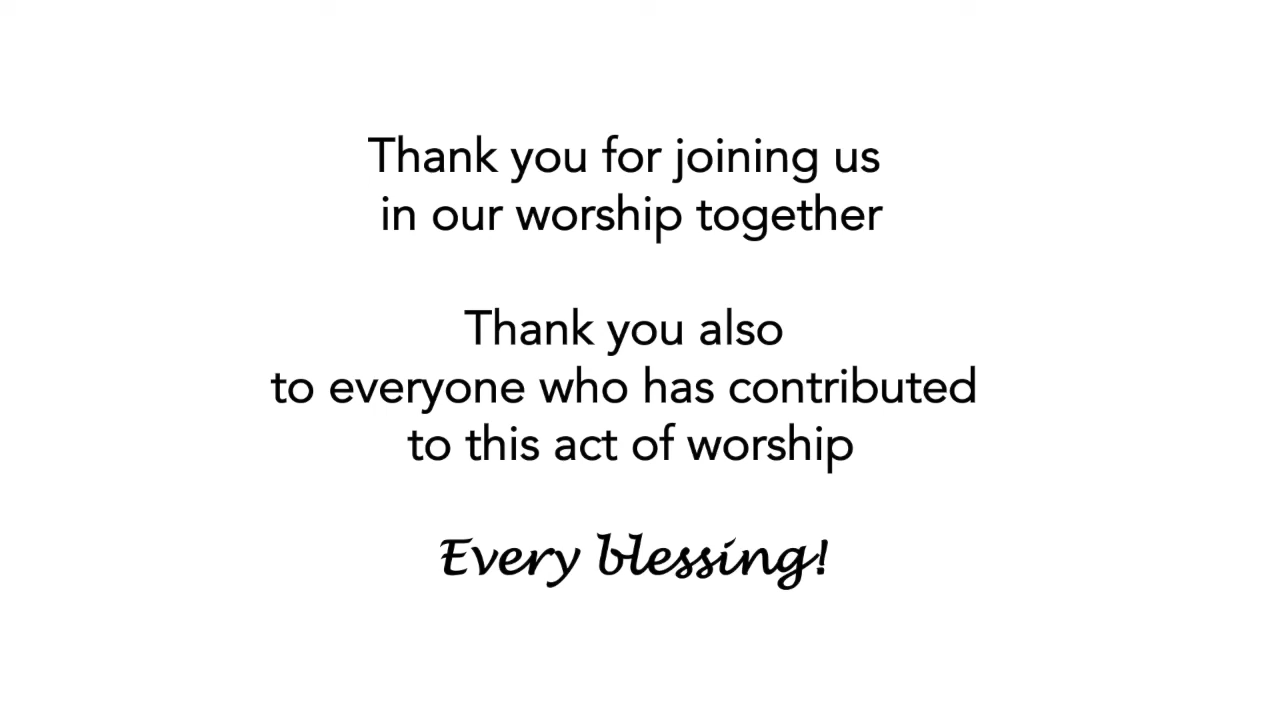 Thank you for joining us
in our worship together
Thank you also
to everyone who has contributed
to this act of worship
Every blessing!